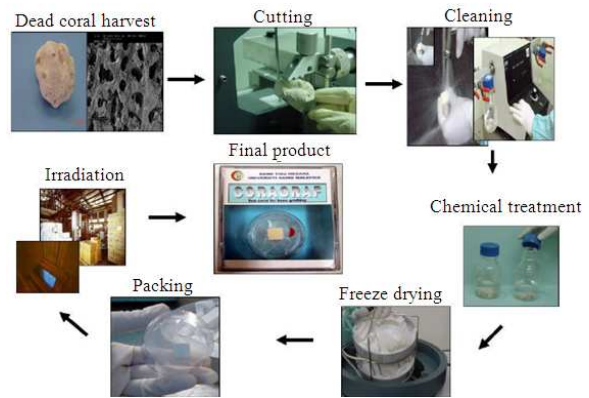 Dead coral harvest
Cutting
Cleaning
Chemical treatment
Freeze drying
Packing
Irradiation
Final product
CORAGRAF